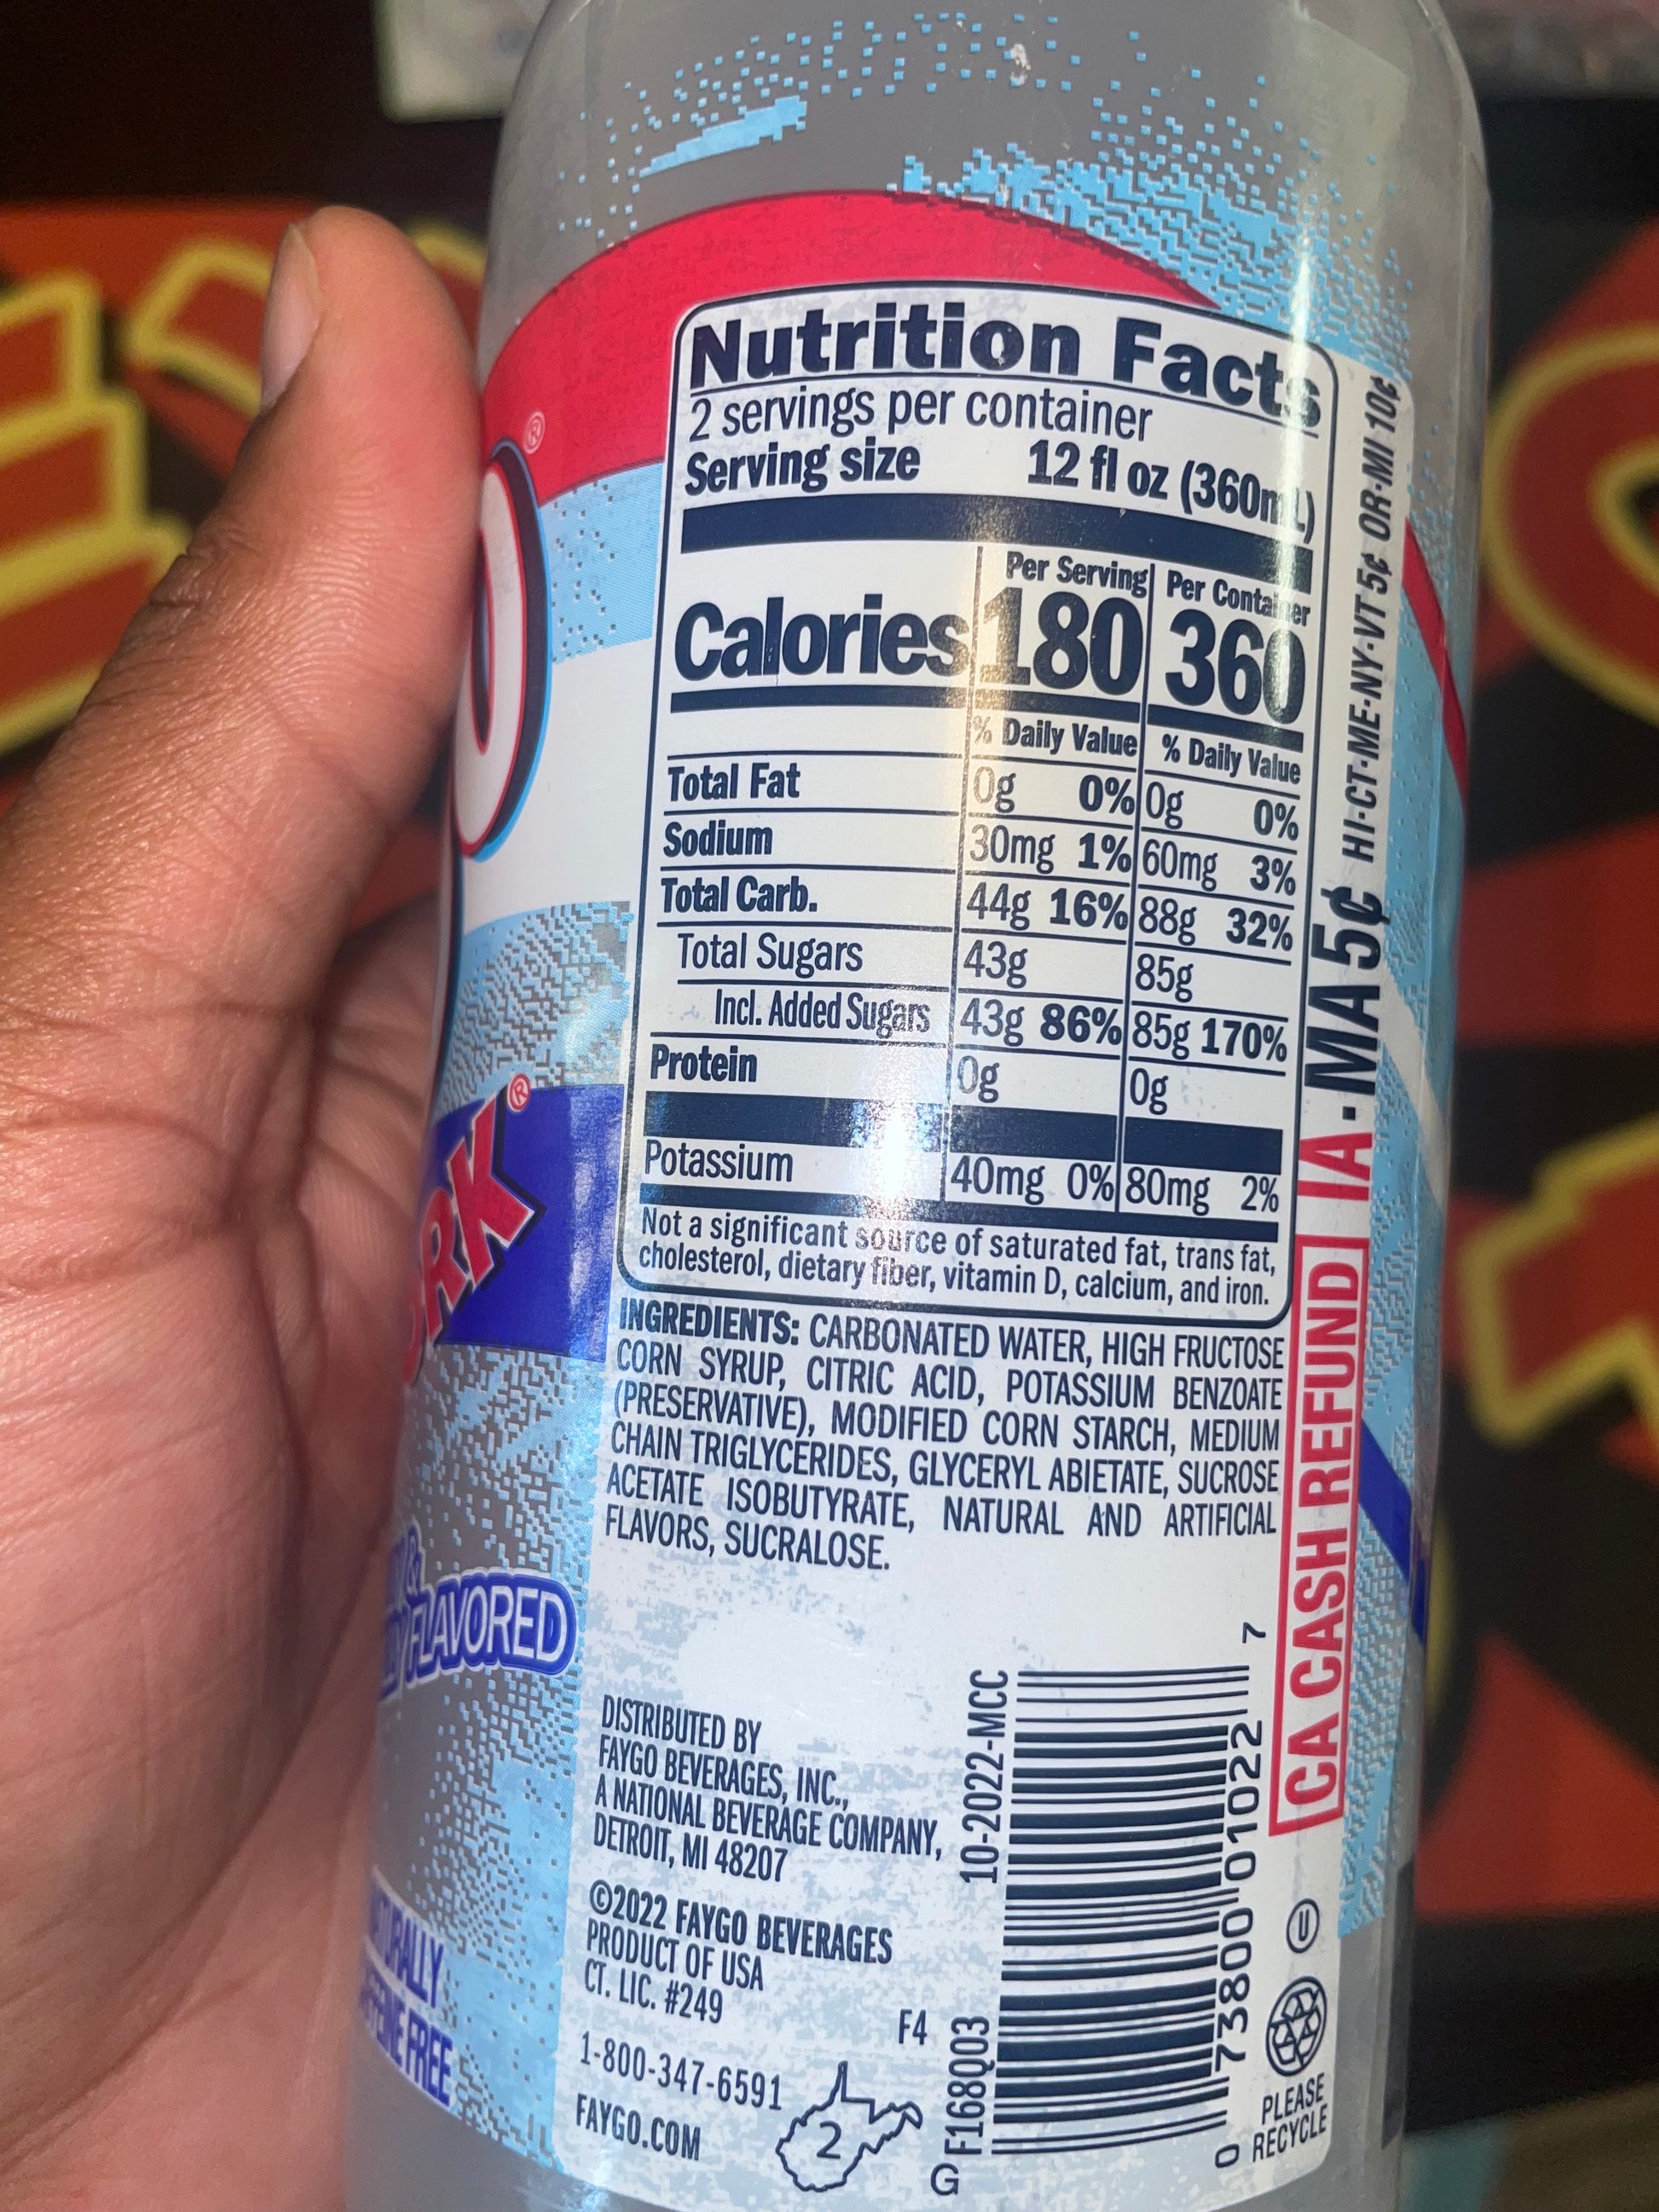 Nutrition Facts
2 servings per container
Serving size 12 fl oz (360mL)
Per Serving Per Container
Calories 180 360
% Daily Value % Daily Value
Total Fat 0g 0% 0g 0%
Sodium 30mg 1% 60mg 3%
Total Carb. 44g 16% 88g 32%
Total Sugars 43g 85g
Incl. Added Sugars 43g 86% 85g 170%
Protein 0g 0g
Potassium 40mg 0% 80mg 2%
Not a significant source of saturated fat, trans fat,
cholesterol, dietary fiber, vitamin D, calcium, and iron.
INGREDIENTS: CARBONATED WATER, HIGH FRUCTOSE
CORN SYRUP, CITRIC ACID, POTASSIUM BENZOATE
(PRESERVATIVE), MODIFIED CORN STARCH, MEDIUM
CHAIN TRIGLYCERIDES, GLYCERYL ABIETATE, SUCROSE
ACETATE ISOBUTYRATE, NATURAL AND ARTIFICIAL
FLAVORS, SUCRALOSE.
DISTRIBUTED BY
FAYGO BEVERAGES, INC.,
A NATIONAL BEVERAGE COMPANY,
DETROIT, MI 48207
©2022 FAYGO BEVERAGES
PRODUCT OF USA
CT. LIC. #249
F4
1-800-347-6591
FAYGO.COM
2
G F168Q03
10-2022-MCC
0 73800 01022 7
CA CASH REFUND IA·MA 5¢ HI·CT·ME·NY·VT 5¢ OR·MI 10¢
U
PLEASE
RECYCLE
®
RK®
&
FLAVORED
FREE